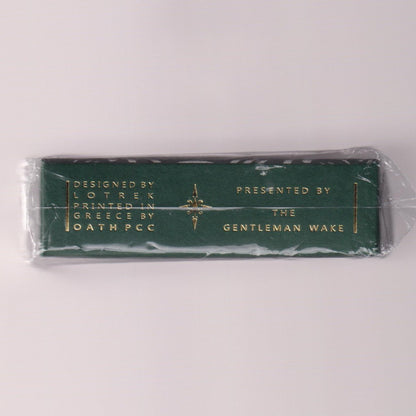 DESIGNED BY
LOTREK
PRINTED IN
GREECE BY
OATH PCC
PRESENTED BY
THE
GENTLEMAN WAKE